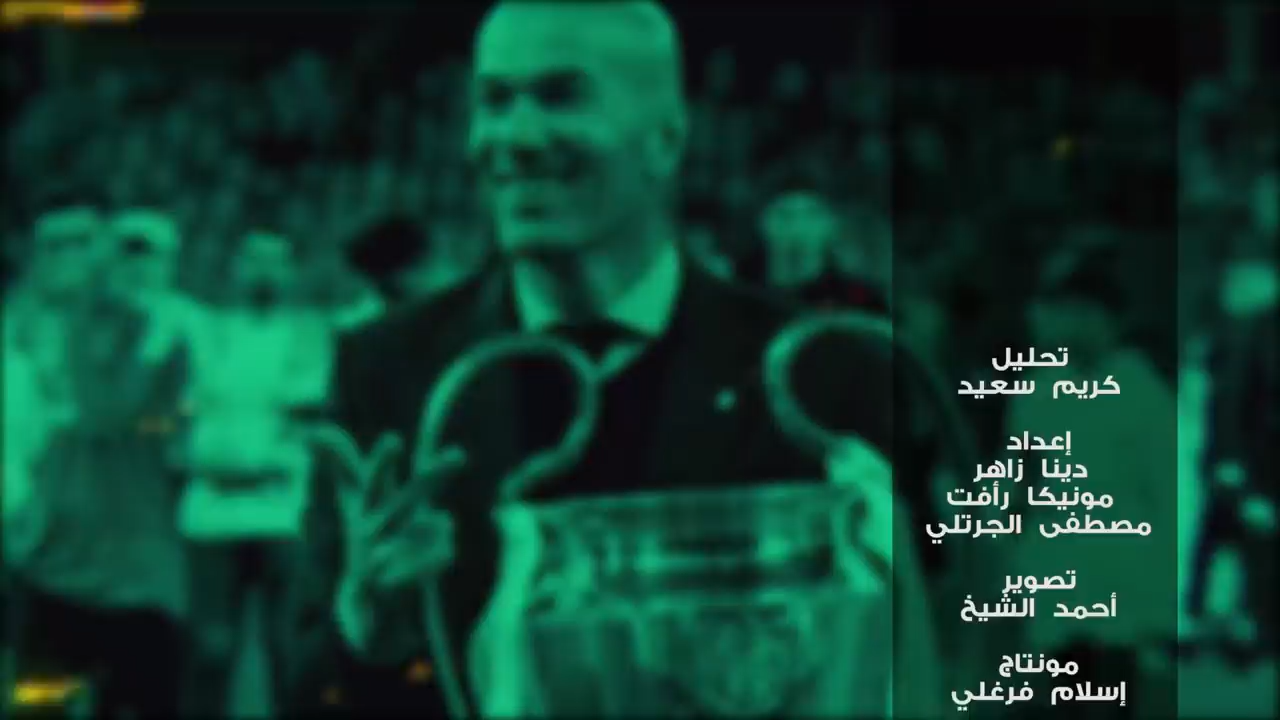 تحليل
كريم سعيد
إعداد
دينا زاهر
مونيكا رأفت
مصطفى الجرتلي
تصوير
أحمد الشيخ
مونتاج
إسلام فرغلي